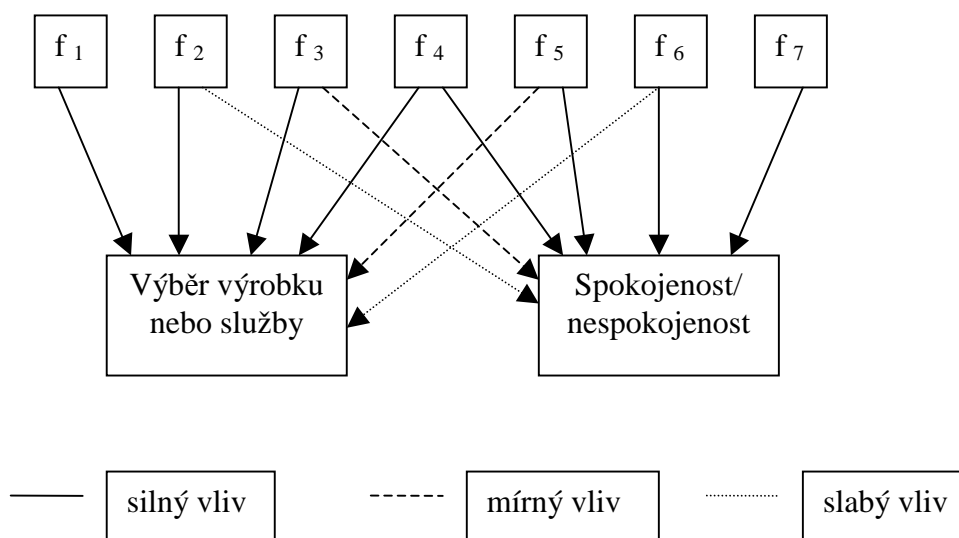 f 1
f 2
f 3
f 4
f 5
f 6
f 7
Výběr výrobku
nebo služby
Spokojenost/
nespokojenost
silný vliv
mírný vliv
slabý vliv